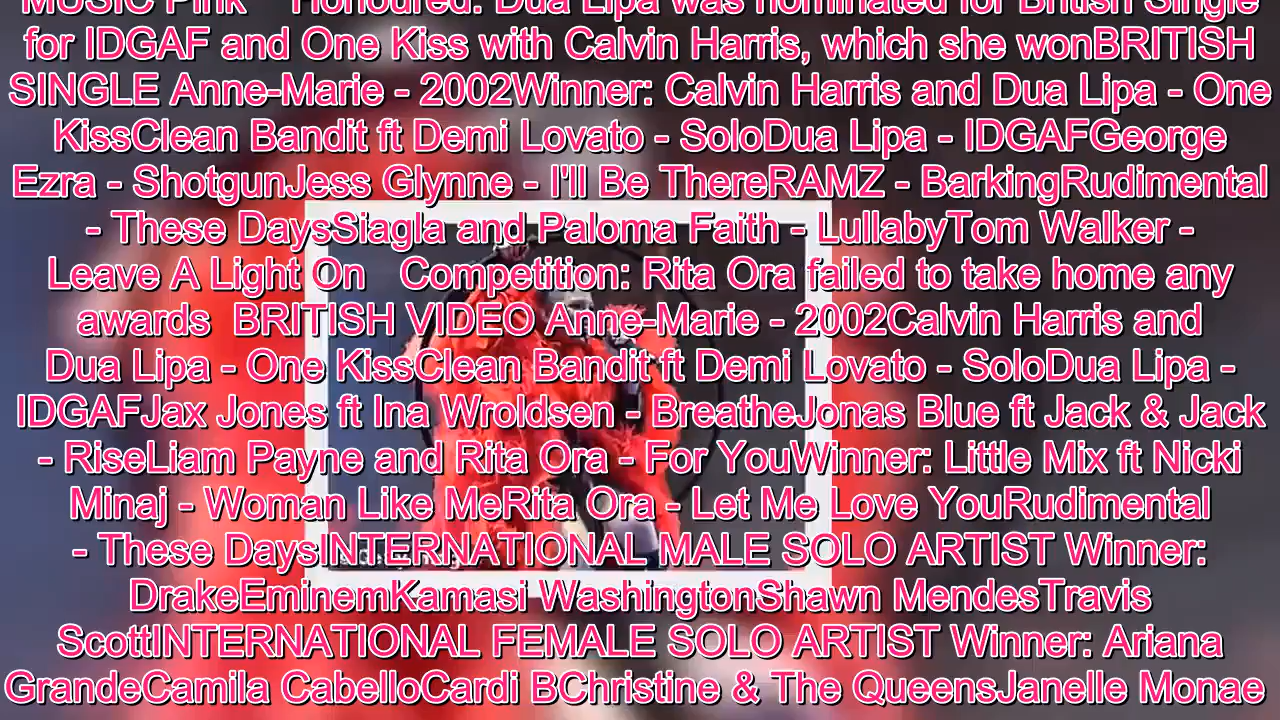 MUSIC Pink Honoured: Dua Lipa was nominated for British Single
for IDGAF and One Kiss with Calvin Harris, which she wonBRITISH
SINGLE Anne-Marie - 2002Winner: Calvin Harris and Dua Lipa - One
KissClean Bandit ft Demi Lovato - SoloDua Lipa - IDGAFGeorge
Ezra - ShotgunJess Glynne - I'll Be ThereRAMZ - BarkingRudimental
- These DaysSiagla and Paloma Faith - LullabyTom Walker -
Leave A Light On   Competition: Rita Ora failed to take home any
awards  BRITISH VIDEO Anne-Marie - 2002Calvin Harris and
Dua Lipa - One KissClean Bandit ft Demi Lovato - SoloDua Lipa -
IDGAFJax Jones ft Ina Wroldsen - BreatheJonas Blue ft Jack & Jack
- RiseLiam Payne and Rita Ora - For YouWinner: Little Mix ft Nicki
Minaj - Woman Like MeRita Ora - Let Me Love YouRudimental
- These DaysINTERNATIONAL MALE SOLO ARTIST Winner:
DrakeEminemKamasi WashingtonShawn MendesTravis
ScottINTERNATIONAL FEMALE SOLO ARTIST Winner: Ariana
GrandeCamila CabelloCardi BChristine & The QueensJanelle Monae